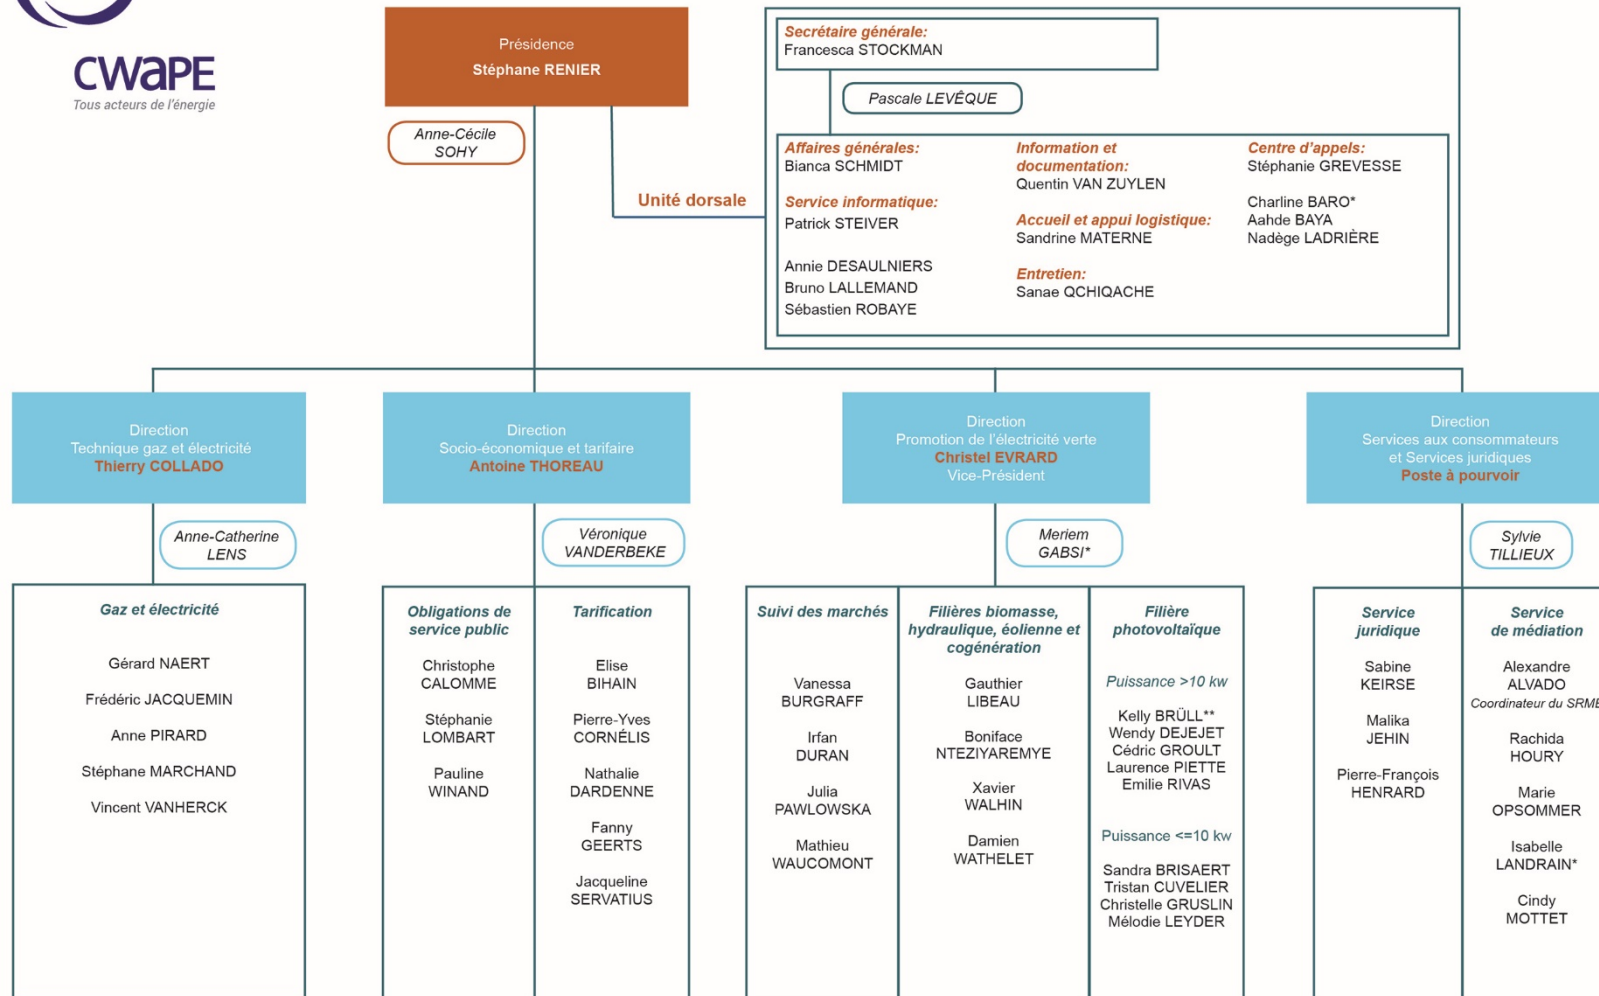 CWaPE
Tous acteurs de l'énergie
Présidence
Stéphane RENIER
Anne-Cécile
SOHY
Unité dorsale
Secrétaire générale:
Francesca STOCKMAN
Pascale LEVÊQUE
Affaires générales:
Bianca SCHMIDT
Service informatique:
Patrick STEIVER
Annie DESAULNIERS
Bruno LALLEMAND
Sébastien ROBAYE
Information et
documentation:
Quentin VAN ZUYLEN
Accueil et appui logistique:
Sandrine MATERNE
Entretien:
Sanae QCHIQACHE
Centre d'appels:
Stéphanie GREVESSE
Charline BARO*
Aahde BAYA
Nadège LADRIÈRE
Direction
Technique gaz et électricité
Thierry COLLADO
Anne-Catherine
LENS
Gaz et électricité
Gérard NAERT
Frédéric JACQUEMIN
Anne PIRARD
Stéphane MARCHAND
Vincent VANHERCK
Direction
Socio-économique et tarifaire
Antoine THOREAU
Véronique
VANDERBEKE
Obligations de
service public
Christophe
CALOMME
Stéphanie
LOMBART
Pauline
WINAND
Tarification
Elise
BIHAIN
Pierre-Yves
CORNÉLIS
Nathalie
DARDENNE
Fanny
GEERTS
Jacqueline
SERVATIUS
Direction
Promotion de l'électricité verte
Christel EVRARD
Vice-Président
Meriem
GABSI*
Suivi des marchés
Vanessa
BURGRAFF
Irfan
DURAN
Julia
PAWLOWSKA
Mathieu
WAUCOMONT
Filières biomasse,
hydraulique, éolienne et
cogénération
Gauthier
LIBEAU
Boniface
NTEZIYAREMYE
Xavier
WALHIN
Damien
WATHELET
Filière
photovoltaïque
Puissance >10 kw
Kelly BRÜLL**
Wendy DEJEJET
Cédric GROULT
Laurence PIETTE
Emilie RIVAS
Puissance <=10 kw
Sandra BRISAERT
Tristan CUVELIER
Christelle GRUSLIN
Mélodie LEYDER
Direction
Services aux consommateurs
et Services juridiques
Poste à pourvoir
Sylvie
TILLIEUX
Service
juridique
Sabine
KEIRSE
Malika
JEHIN
Pierre-François
HENRARD
Service
de médiation
Alexandre
ALVADO
Coordinateur du SRME
Rachida
HOURY
Marie
OPSOMMER
Isabelle
LANDRAIN*
Cindy
MOTTET